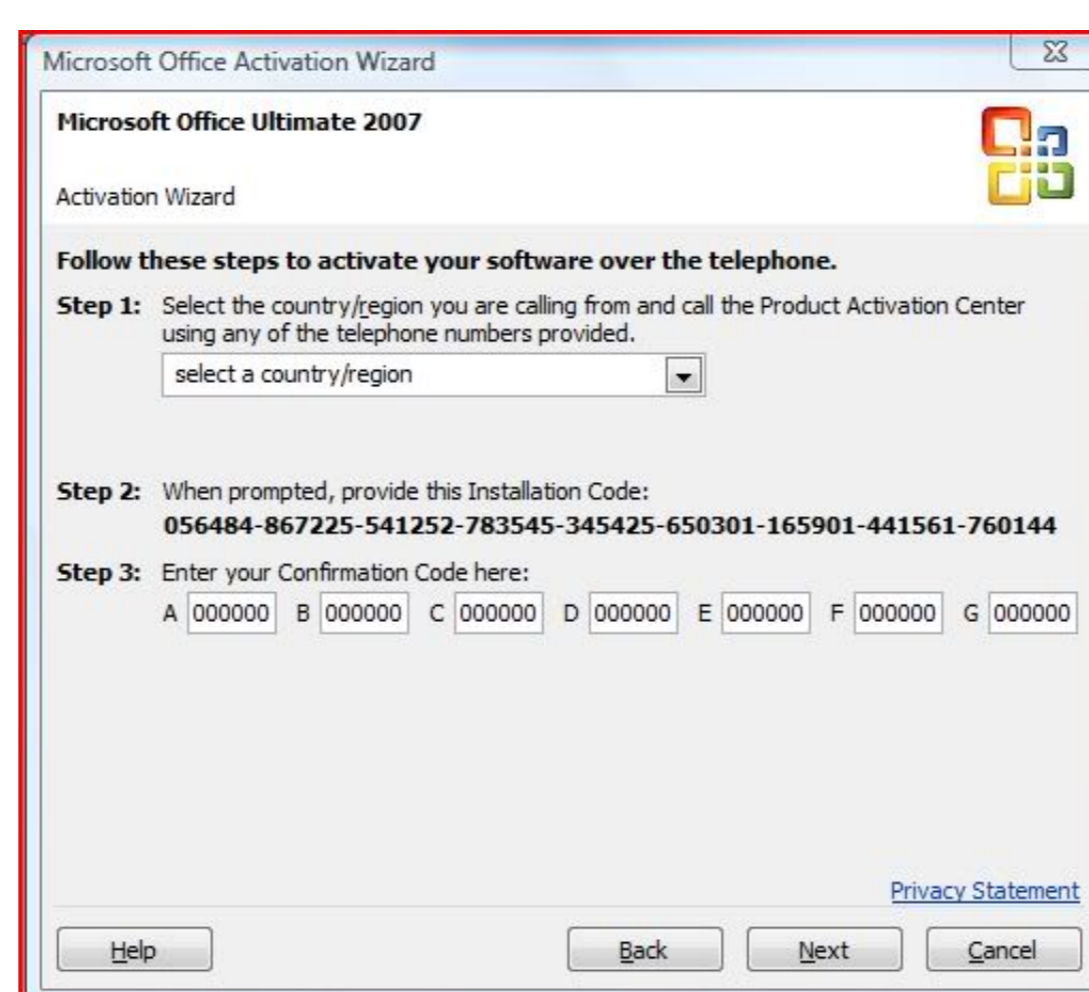 Microsoft Office Activation Wizard
Microsoft Office Ultimate 2007
Activation Wizard
Follow these steps to activate your software over the telephone.
Step 1: Select the country/region you are calling from and call the Product Activation Center
using any of the telephone numbers provided.
select a country/region
Step 2: When prompted, provide this Installation Code:
056484-867225-541252-783545-345425-650301-165901-441561-760144
Step 3: Enter your Confirmation Code here:
A 000000 B 000000 C 000000 D 000000 E 000000 F 000000 G 000000
Privacy Statement
Help Back Next Cancel